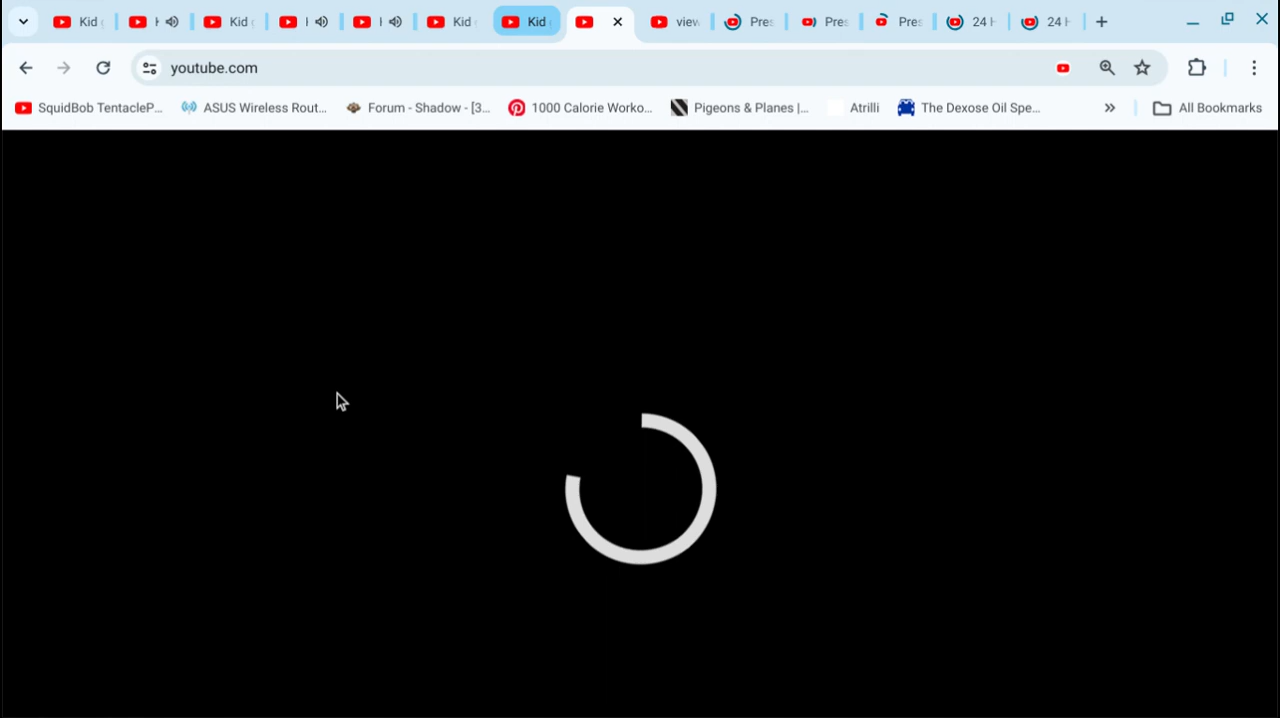 Kid Kid Kid Kid view Pres Pres Pres 24 H 24 H
youtube.com
SquidBob TentacleP... ASUS Wireless Rout... Forum - Shadow - [3... 1000 Calorie Worko... Pigeons & Planes |... Atrilli The Dexose Oil Spe... All Bookmarks